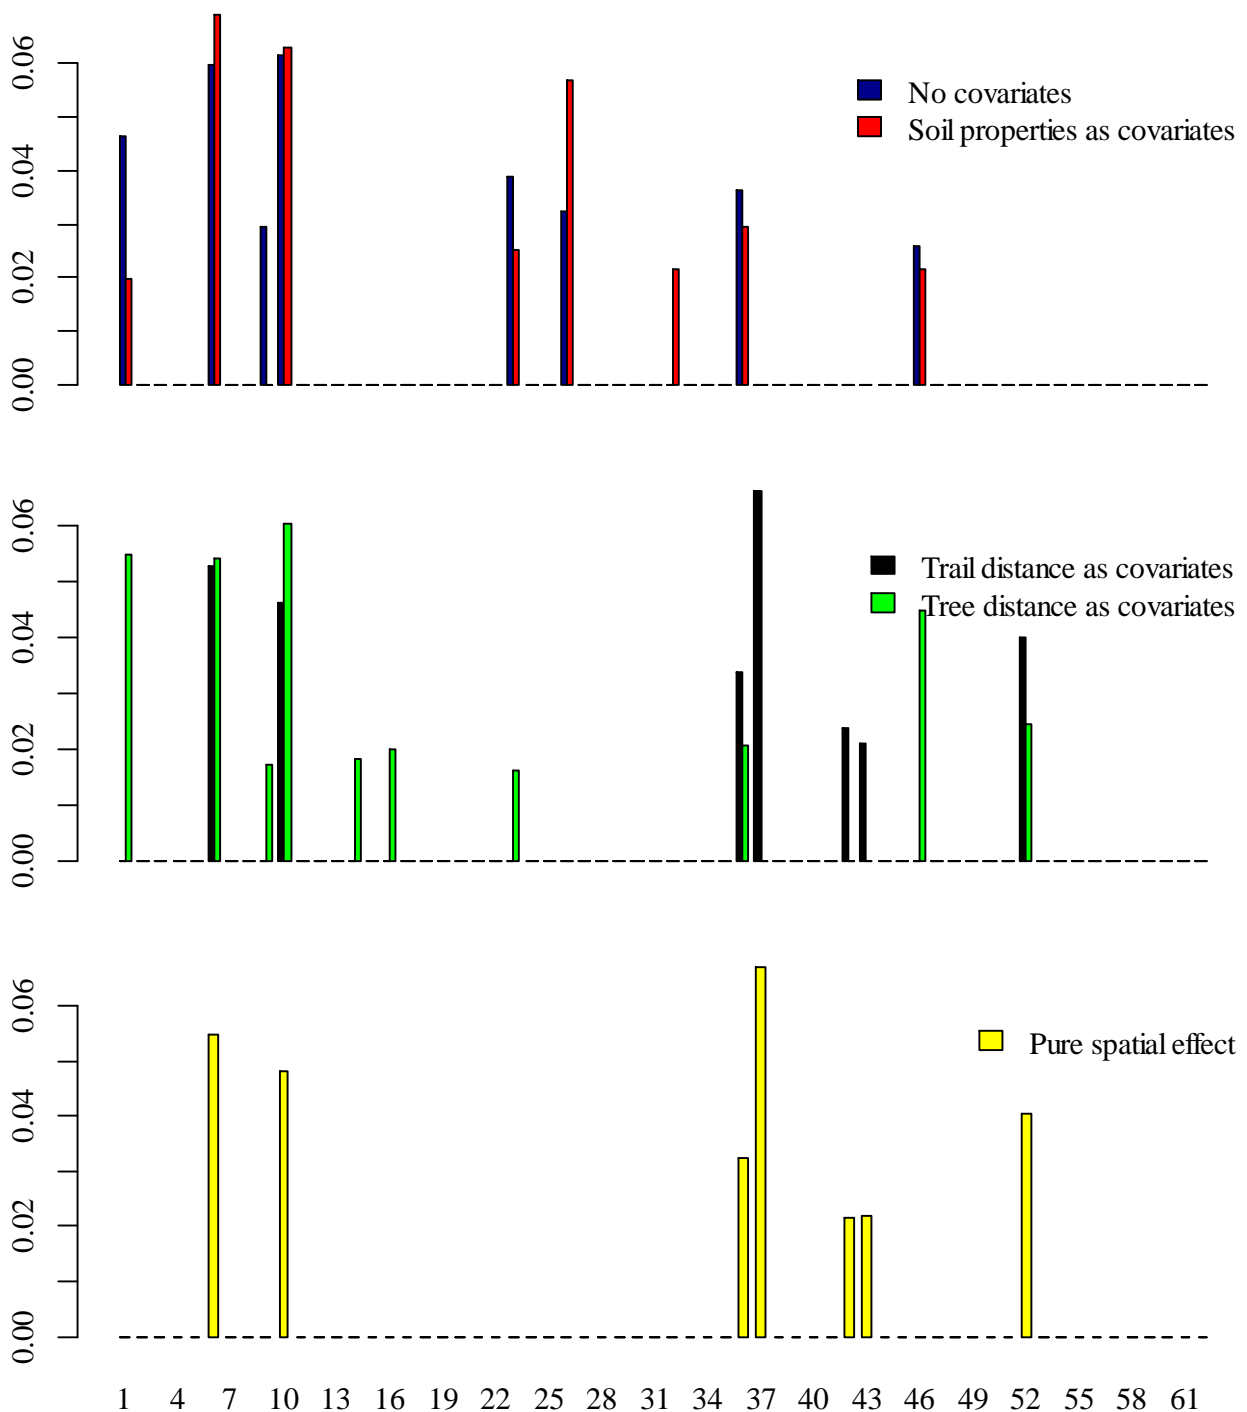 0.06
0.04
0.02
0.00
No covariates
Soil properties as covariates
0.06
0.04
0.02
0.00
Trail distance as covariates
Tree distance as covariates
0.06
0.04
0.02
0.00
Pure spatial effect
1 4 7 10 13 16 19 22 25 28 31 34 37 40 43 46 49 52 55 58 61